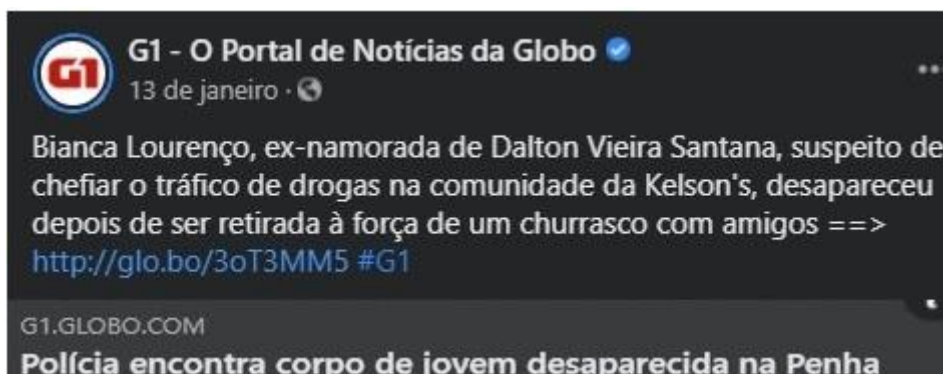 G1
G1 - O Portal de Notícias da Globo
13 de janeiro ·
Bianca Lourenço, ex-namorada de Dalton Vieira Santana, suspeito de
chefiar o tráfico de drogas na comunidade da Kelson's, desapareceu
depois de ser retirada à força de um churrasco com amigos ==>
http://glo.bo/3oT3MM5 #G1
G1.GLOBO.COM
Polícia encontra corpo de jovem desaparecida na Penha